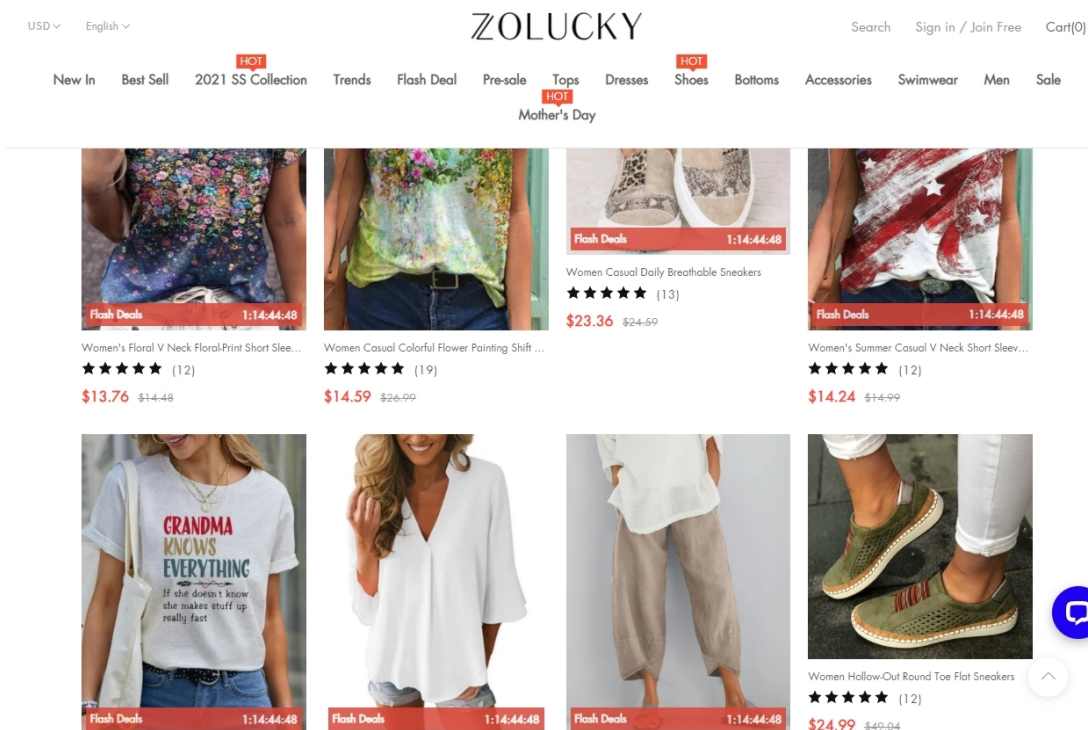 USD English ZOLUCKY Search Sign in / Join Free Cart(0)
HOT HOT
New In Best Sell 2021 SS Collection Trends Flash Deal Pre-sale Tops Dresses Shoes Bottoms Accessories Swimwear Men Sale
HOT
Mother's Day
Flash Deals 1:14:44:48
Women Casual Daily Breathable Sneakers
(13)
$23.36 $24.59
Flash Deals 1:14:44:48 Flash Deals 1:14:44:48
Women's Floral V Neck Floral-Print Short Slee... Women Casual Colorful Flower Painting Shift ... Women's Summer Casual V Neck Short Sleev...
(12) (19) (12)
$13.76 $14.48 $14.59 $26.99 $14.24 $14.99
GRANDMA
KNOWS
EVERYTHING
If she doesn't know
she makes stuff up
really fast
Women Hollow-Out Round Toe Flat Sneakers
(12)
Flash Deals 1:14:44:48 Flash Deals 1:14:44:48 Flash Deals 1:14:44:48 $24.99 $49.04